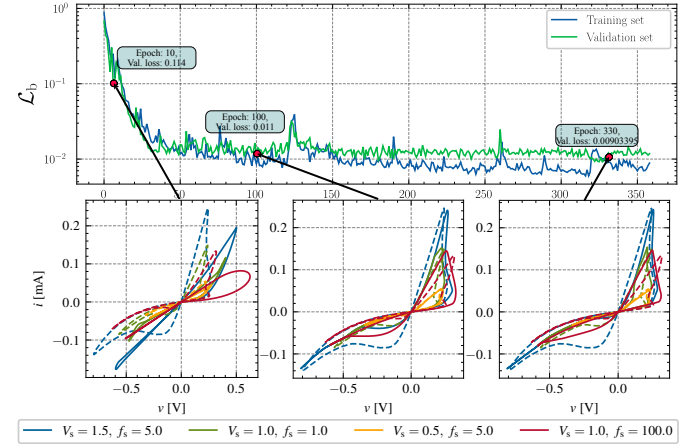 10⁰
10⁻¹
10⁻²
ℒ_b
Training set
Validation set
Epoch: 10,
Val. loss: 0.114
Epoch: 100,
Val. loss: 0.011
Epoch: 330,
Val. loss: 0.00903395
0 50 100 150 200 250 300 350
i [mA]
0.2
0.1
0.0
−0.1
−0.5 0.0 0.5
v [V]
0.2
0.1
0.0
−0.1
−0.5 0.0
v [V]
0.2
0.1
0.0
−0.1
−0.5 0.0
v [V]
V_s = 1.5, f_s = 5.0 V_s = 1.0, f_s = 1.0 V_s = 0.5, f_s = 5.0 V_s = 1.0, f_s = 100.0